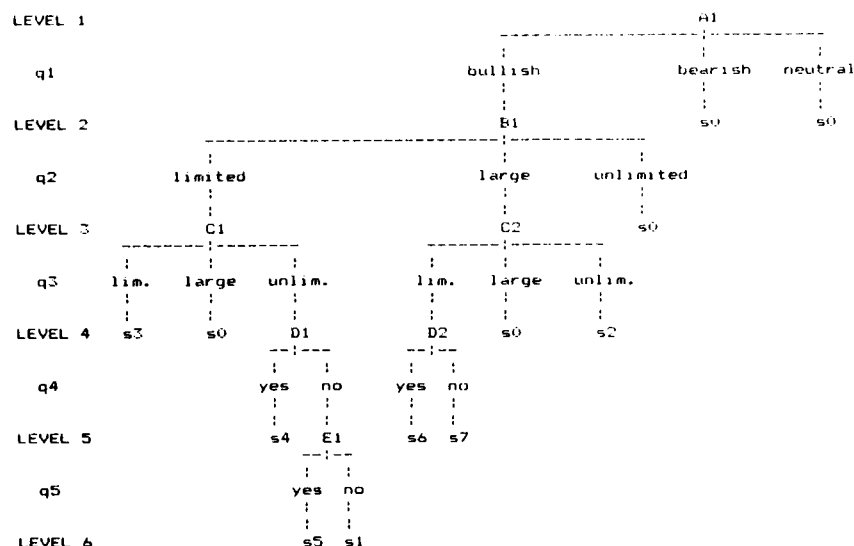 LEVEL 1 A1
q1 bullish bearish neutral
LEVEL 2 B1 s0 s0
q2 limited large unlimited
LEVEL 3 C1 C2 s0
q3 lim. large unlim. lim. large unlim.
LEVEL 4 s3 s0 D1 D2 s0 s2
q4 yes no yes no
LEVEL 5 s4 E1 s6 s7
q5 yes no
LEVEL 6 s5 s1